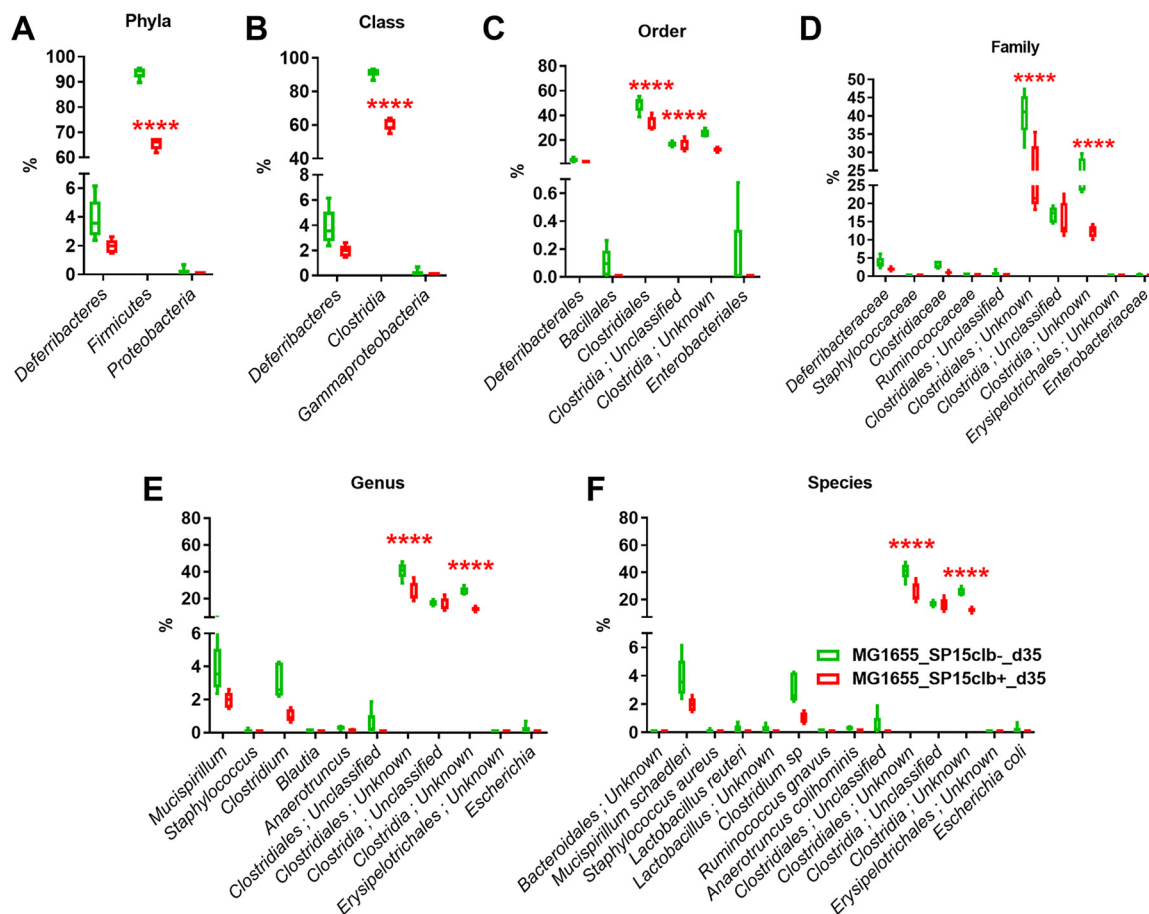 A Phyla
100
90
80
70
60
6
4
2
0
%
****
Deferribacteres
Firmicutes
Proteobacteria
B Class
100
80
60
40
6
4
2
0
%
****
Deferribacteres
Clostridia
Gammaproteobacteria
C Order
80
60
40
20
0.6
0.4
0.2
0.0
%
****
****
Deferribacterales
Bacillales
Clostridiales
Clostridia ; Unclassified
Clostridia ; Unknown
Enterobacteriales
D Family
50
45
40
35
30
25
20
15
10
5
0
%
****
****
Deferribacteraceae
Staphylococcaceae
Clostridiaceae
Ruminococcaceae
Clostridiales ; Unclassified
Clostridiales ; Unknown
Clostridia ; Unclassified
Clostridia ; Unknown
Erysipelotrichales ; Unknown
Enterobacteriaceae
E Genus
80
60
40
20
6
4
2
0
%
****
****
Mucispirillum
Staphylococcus
Clostridium
Blautia
Anaerotruncus
Clostridiales ; Unclassified
Clostridiales ; Unknown
Clostridia ; Unclassified
Clostridia ; Unknown
Erysipelotrichales ; Unknown
Escherichia
F Species
80
60
40
20
6
4
2
0
%
****
****
MG1655_SP15clb-_d35
MG1655_SP15clb+_d35
Bacteroidales ; Unknown
Mucispirillum schaedleri
Staphylococcus aureus
Lactobacillus reuteri
Lactobacillus ; Unknown
Clostridium sp
Ruminococcus gnavus
Anaerotruncus colihominis
Clostridiales ; Unclassified
Clostridiales ; Unknown
Clostridia ; Unclassified
Clostridia ; Unknown
Erysipelotrichales ; Unknown
Escherichia coli